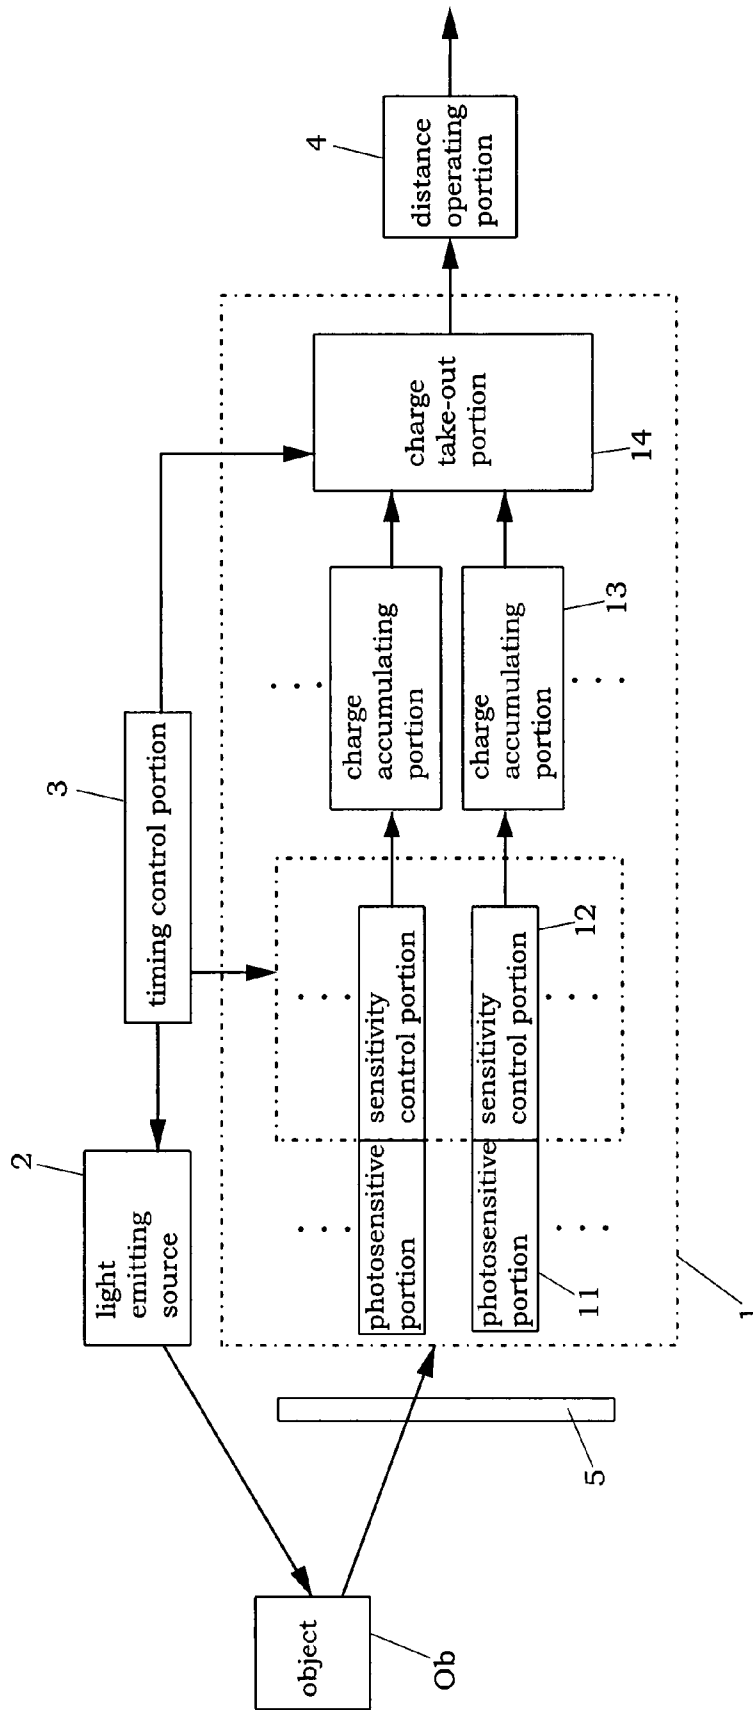 2
light
emitting
source
3
timing control portion
4
distance
operating
portion
object
Ob
5
photosensitive
portion
sensitivity
control portion
charge
accumulating
portion
charge
take-out
portion
14
photosensitive
portion
11
sensitivity
control portion
12
charge
accumulating
portion
13
1